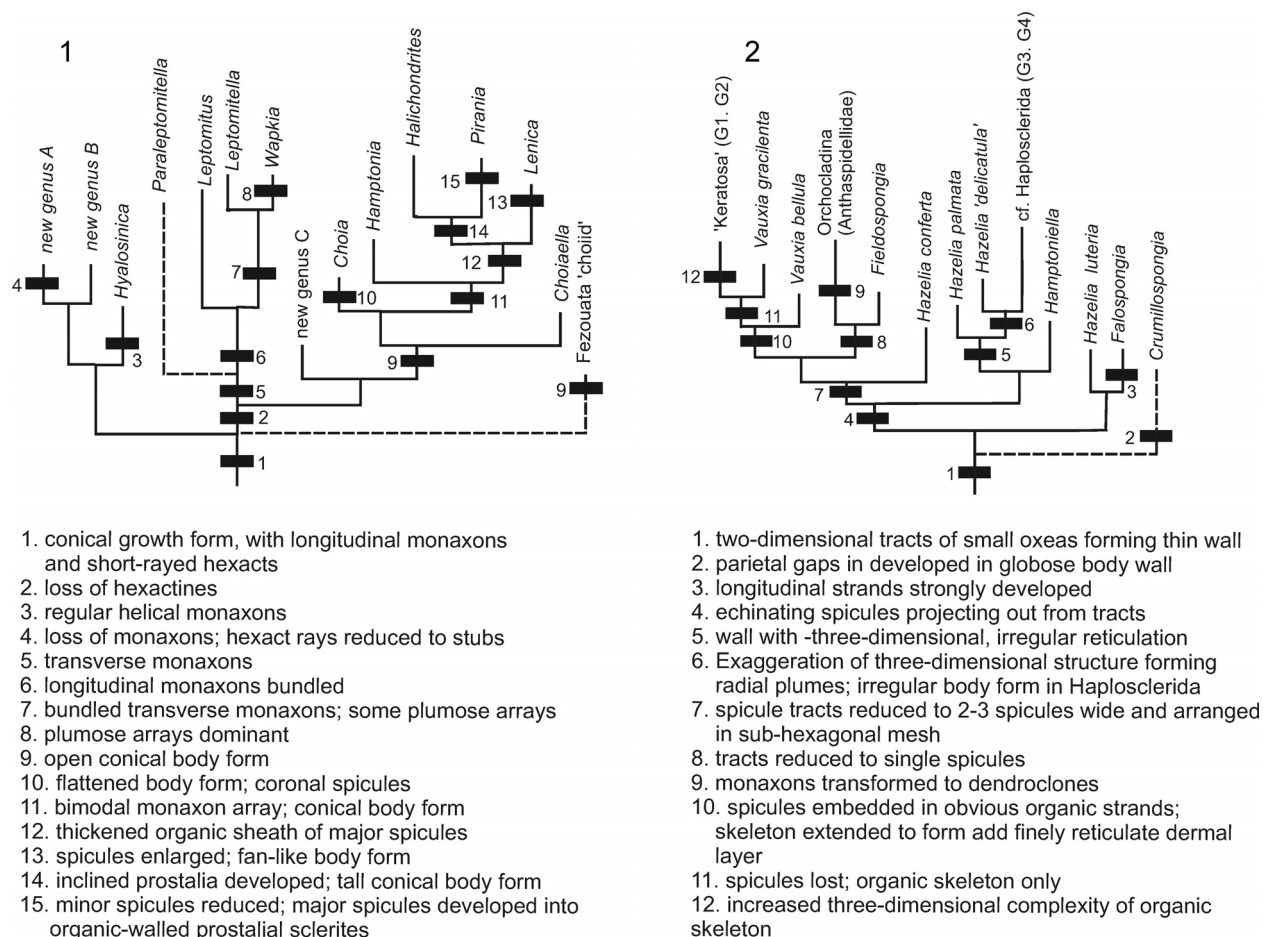 1
new genus A
new genus B
Hyalosinica
Paraleptomitella
Leptomitus
Leptomitella
Wapkia
new genus C
Choia
Hamptonia
Halichondrites
Pirania
Lenica
Choiaella
Fezouata 'choiid'
4
3
8
7
6
5
2
1
10
9
15
14
13
12
11
9
1. conical growth form, with longitudinal monaxons
and short-rayed hexacts
2. loss of hexactines
3. regular helical monaxons
4. loss of monaxons; hexact rays reduced to stubs
5. transverse monaxons
6. longitudinal monaxons bundled
7. bundled transverse monaxons; some plumose arrays
8. plumose arrays dominant
9. open conical body form
10. flattened body form; coronal spicules
11. bimodal monaxon array; conical body form
12. thickened organic sheath of major spicules
13. spicules enlarged; fan-like body form
14. inclined prostalia developed; tall conical body form
15. minor spicules reduced; major spicules developed into
organic-walled prostalial sclerites
2
'Keratosa' (G1. G2)
Vauxia gracilenta
Vauxia bellula
Orchocladina
(Anthaspidellidae)
Fieldospongia
Hazelia conferta
Hazelia palmata
Hazelia 'delicatula'
cf. Haplosclerida (G3. G4)
Hamptoniella
Hazelia luteria
Falospongia
Crumillospongia
12
11
10
9
8
7
6
5
4
3
2
1
1. two-dimensional tracts of small oxeas forming thin wall
2. parietal gaps in developed in globose body wall
3. longitudinal strands strongly developed
4. echinating spicules projecting out from tracts
5. wall with -three-dimensional, irregular reticulation
6. Exaggeration of three-dimensional structure forming
radial plumes; irregular body form in Haplosclerida
7. spicule tracts reduced to 2-3 spicules wide and arranged
in sub-hexagonal mesh
8. tracts reduced to single spicules
9. monaxons transformed to dendroclones
10. spicules embedded in obvious organic strands;
skeleton extended to form add finely reticulate dermal
layer
11. spicules lost; organic skeleton only
12. increased three-dimensional complexity of organic
skeleton